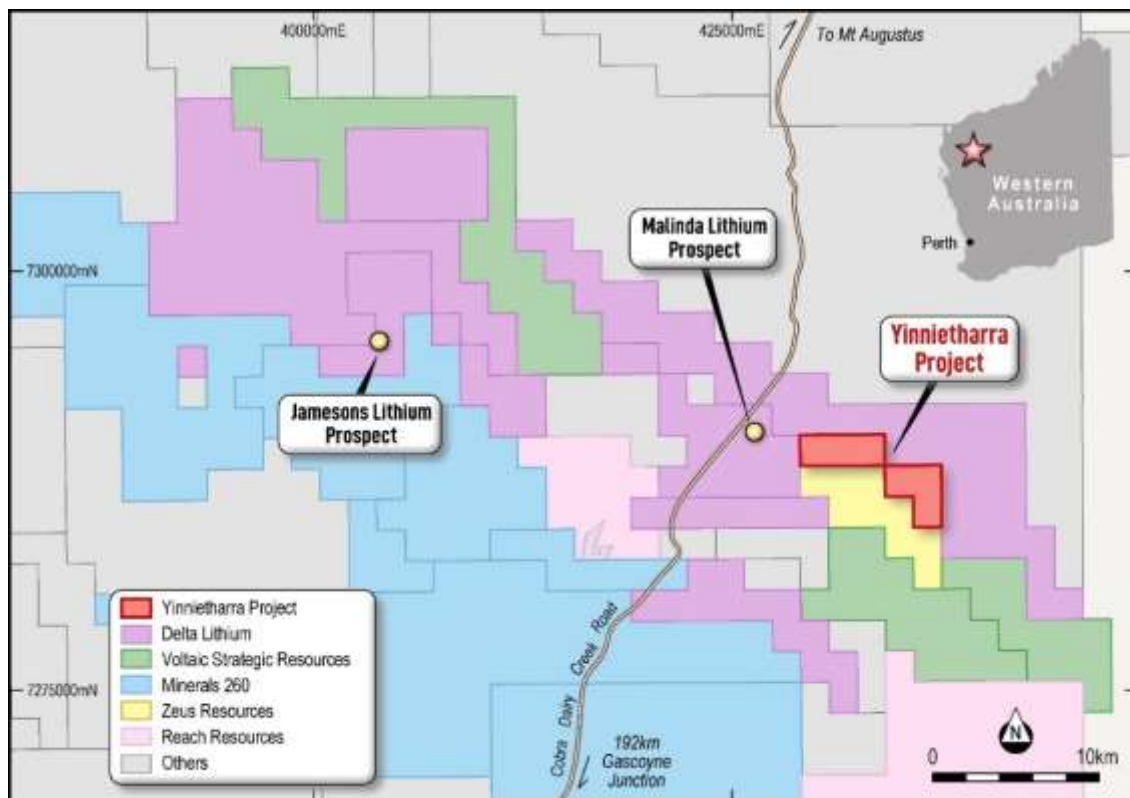 400000mE
425000mE
To Mt Augustus
Western
Australia
Perth
Malinda Lithium
Prospect
7300000mN
Yinnietharra
Project
Jamesons Lithium
Prospect
Yinnietharra Project
Delta Lithium
Voltaic Strategic Resources
Minerals 260
Zeus Resources
Reach Resources
Others
7275000mN
Cobra Dairy Creek Road
192km
Gascoyne
Junction
N
0 10km